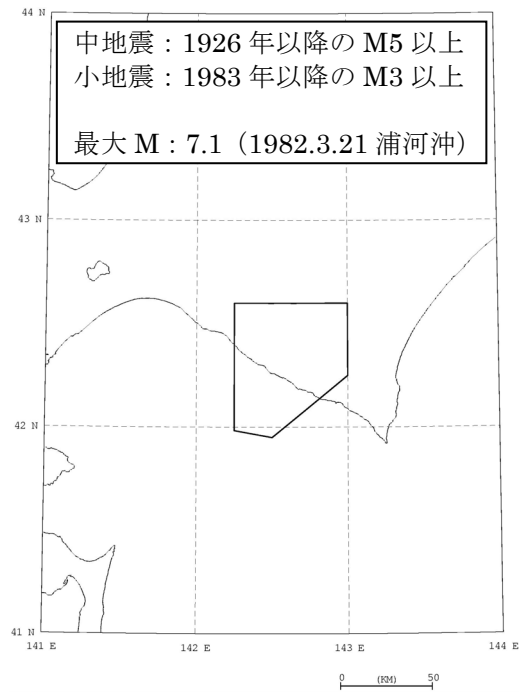 44 N
中地震：1926 年以降の M5 以上
小地震：1983 年以降の M3 以上
最大 M：7.1（1982.3.21 浦河沖）
43 N
42 N
41 N
141 E
142 E
143 E
144 E
0 (KM) 50